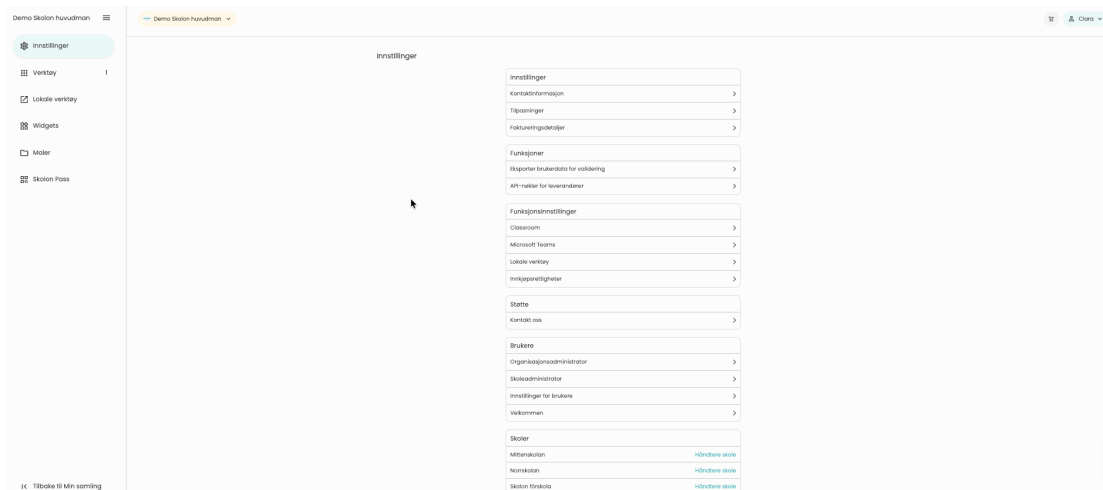 Demo Skolon huvudman
Demo Skolon huvudman
Clara
Innstillinger
Verktøy 1
Lokale verktøy
Widgets
Maler
Skolon Pass
Tilbake til Min samling
Innstillinger
Innstillinger
Kontaktinformasjon
Tilpasninger
Faktureringsdetaljer
Funksjoner
Eksporter brukerdata for validering
API-nøkler for leverandører
Funksjonsinnstillinger
Classroom
Microsoft Teams
Lokale verktøy
Innkjøpsrettigheter
Støtte
Kontakt oss
Brukere
Organisasjonsadministrator
Skoleadministrator
Innstillinger for brukere
Velkommen
Skoler
Mittenskolan Håndtere skole
Norrskolan Håndtere skole
Skolon förskola Håndtere skole